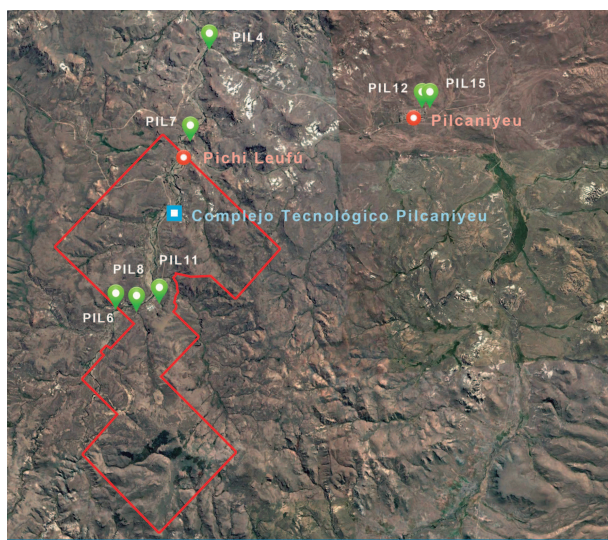 PIL4
PIL12
PIL15
Pilcaniyeu
PIL7
Pichi Leufú
Complejo Tecnológico Pilcaniyeu
PIL11
PIL8
PIL6